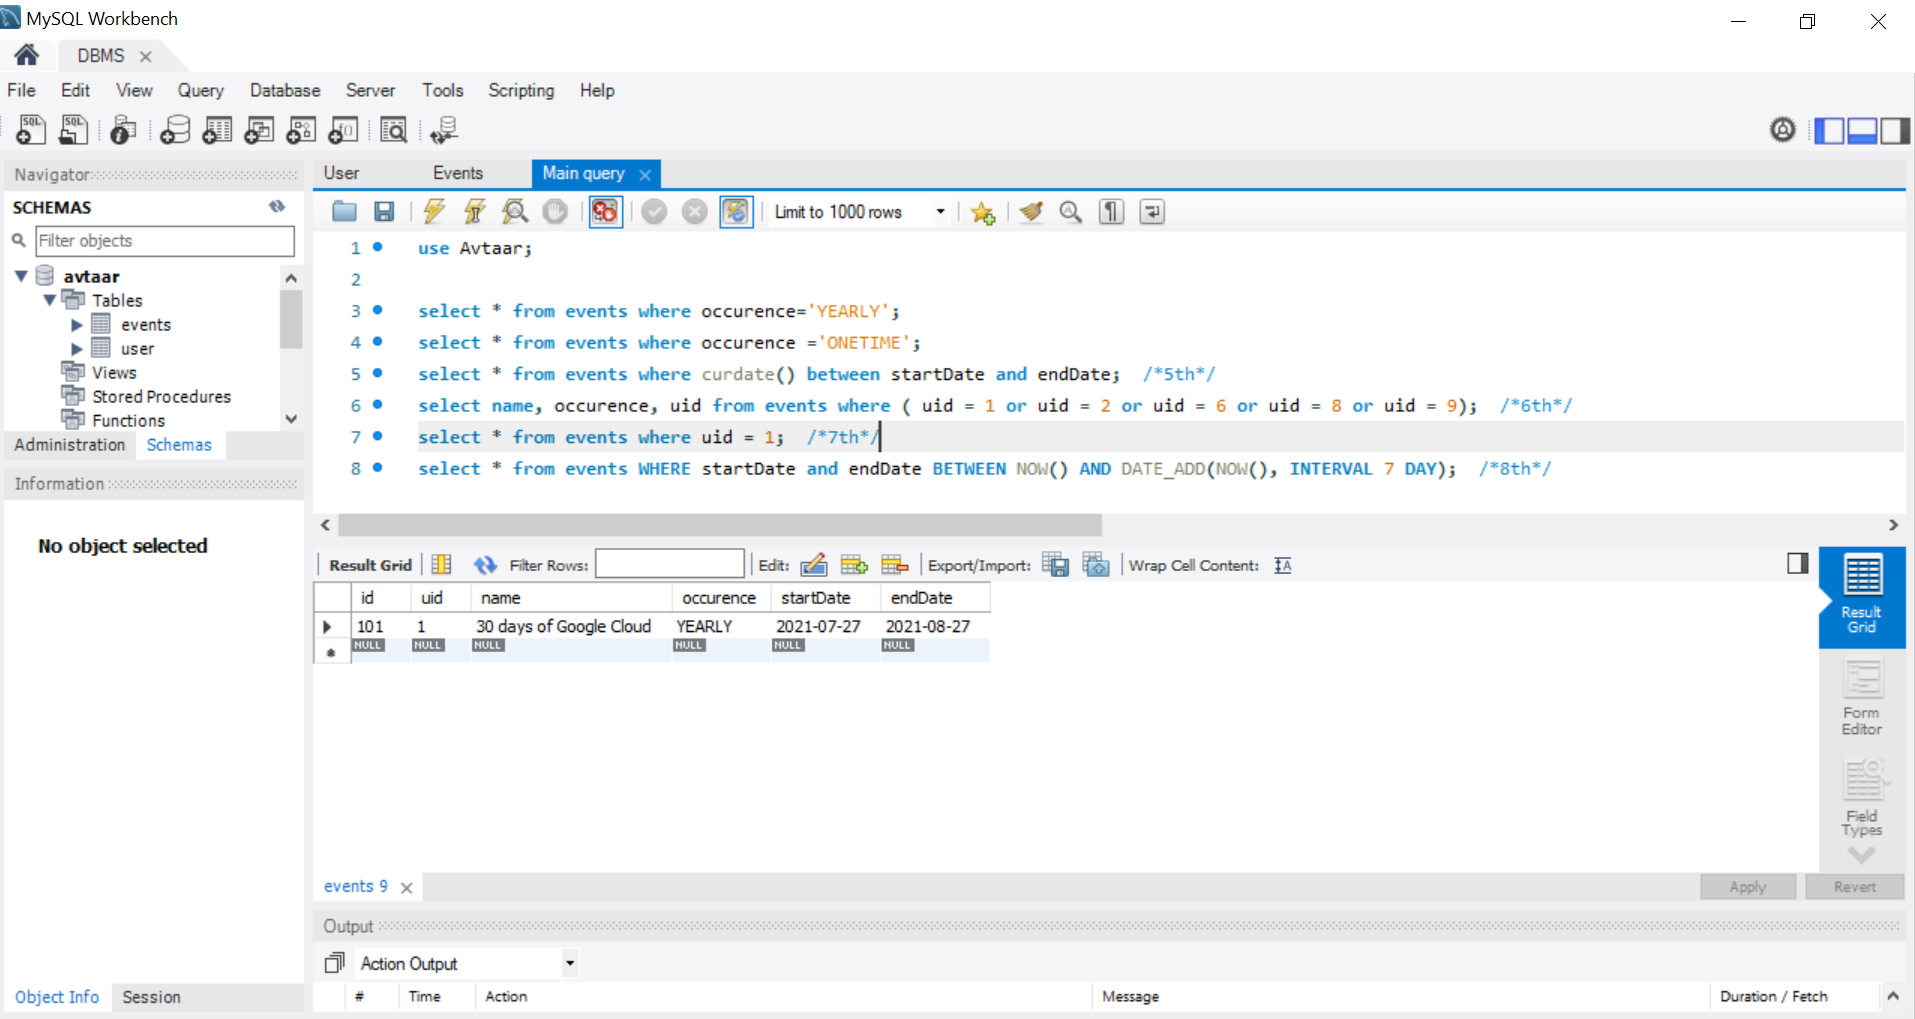 MySQL Workbench
DBMS
File Edit View Query Database Server Tools Scripting Help
Navigator
SCHEMAS
Filter objects
avtaar
Tables
events
user
Views
Stored Procedures
Functions
Administration Schemas
Information
No object selected
Object Info Session
User Events Main query
Limit to 1000 rows
1 use Avtaar;
2
3 select * from events where occurence='YEARLY';
4 select * from events where occurence ='ONETIME';
5 select * from events where curdate() between startDate and endDate; /*5th*/
6 select name, occurence, uid from events where ( uid = 1 or uid = 2 or uid = 6 or uid = 8 or uid = 9); /*6th*/
7 select * from events where uid = 1; /*7th*/
8 select * from events WHERE startDate and endDate BETWEEN NOW() AND DATE_ADD(NOW(), INTERVAL 7 DAY); /*8th*/
Result Grid Filter Rows: Edit: Export/Import: Wrap Cell Content:
id uid name occurence startDate endDate
101 1 30 days of Google Cloud YEARLY 2021-07-27 2021-08-27
NULL NULL NULL NULL NULL NULL
Result
Grid
Form
Editor
Field
Types
events 9
Apply Revert
Output
Action Output
# Time Action Message Duration / Fetch